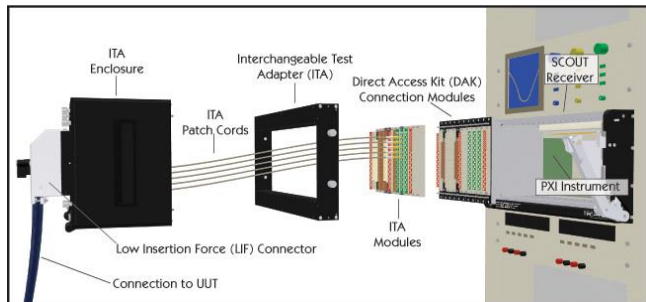 ITA
Enclosure
Interchangeable Test
Adapter (ITA)
ITA
Patch Cords
Direct Access Kit (DAK)
Connection Modules
SCOUT
Receiver
PXI Instrument
ITA
Modules
Low Insertion Force (LIF) Connector
Connection to UUT